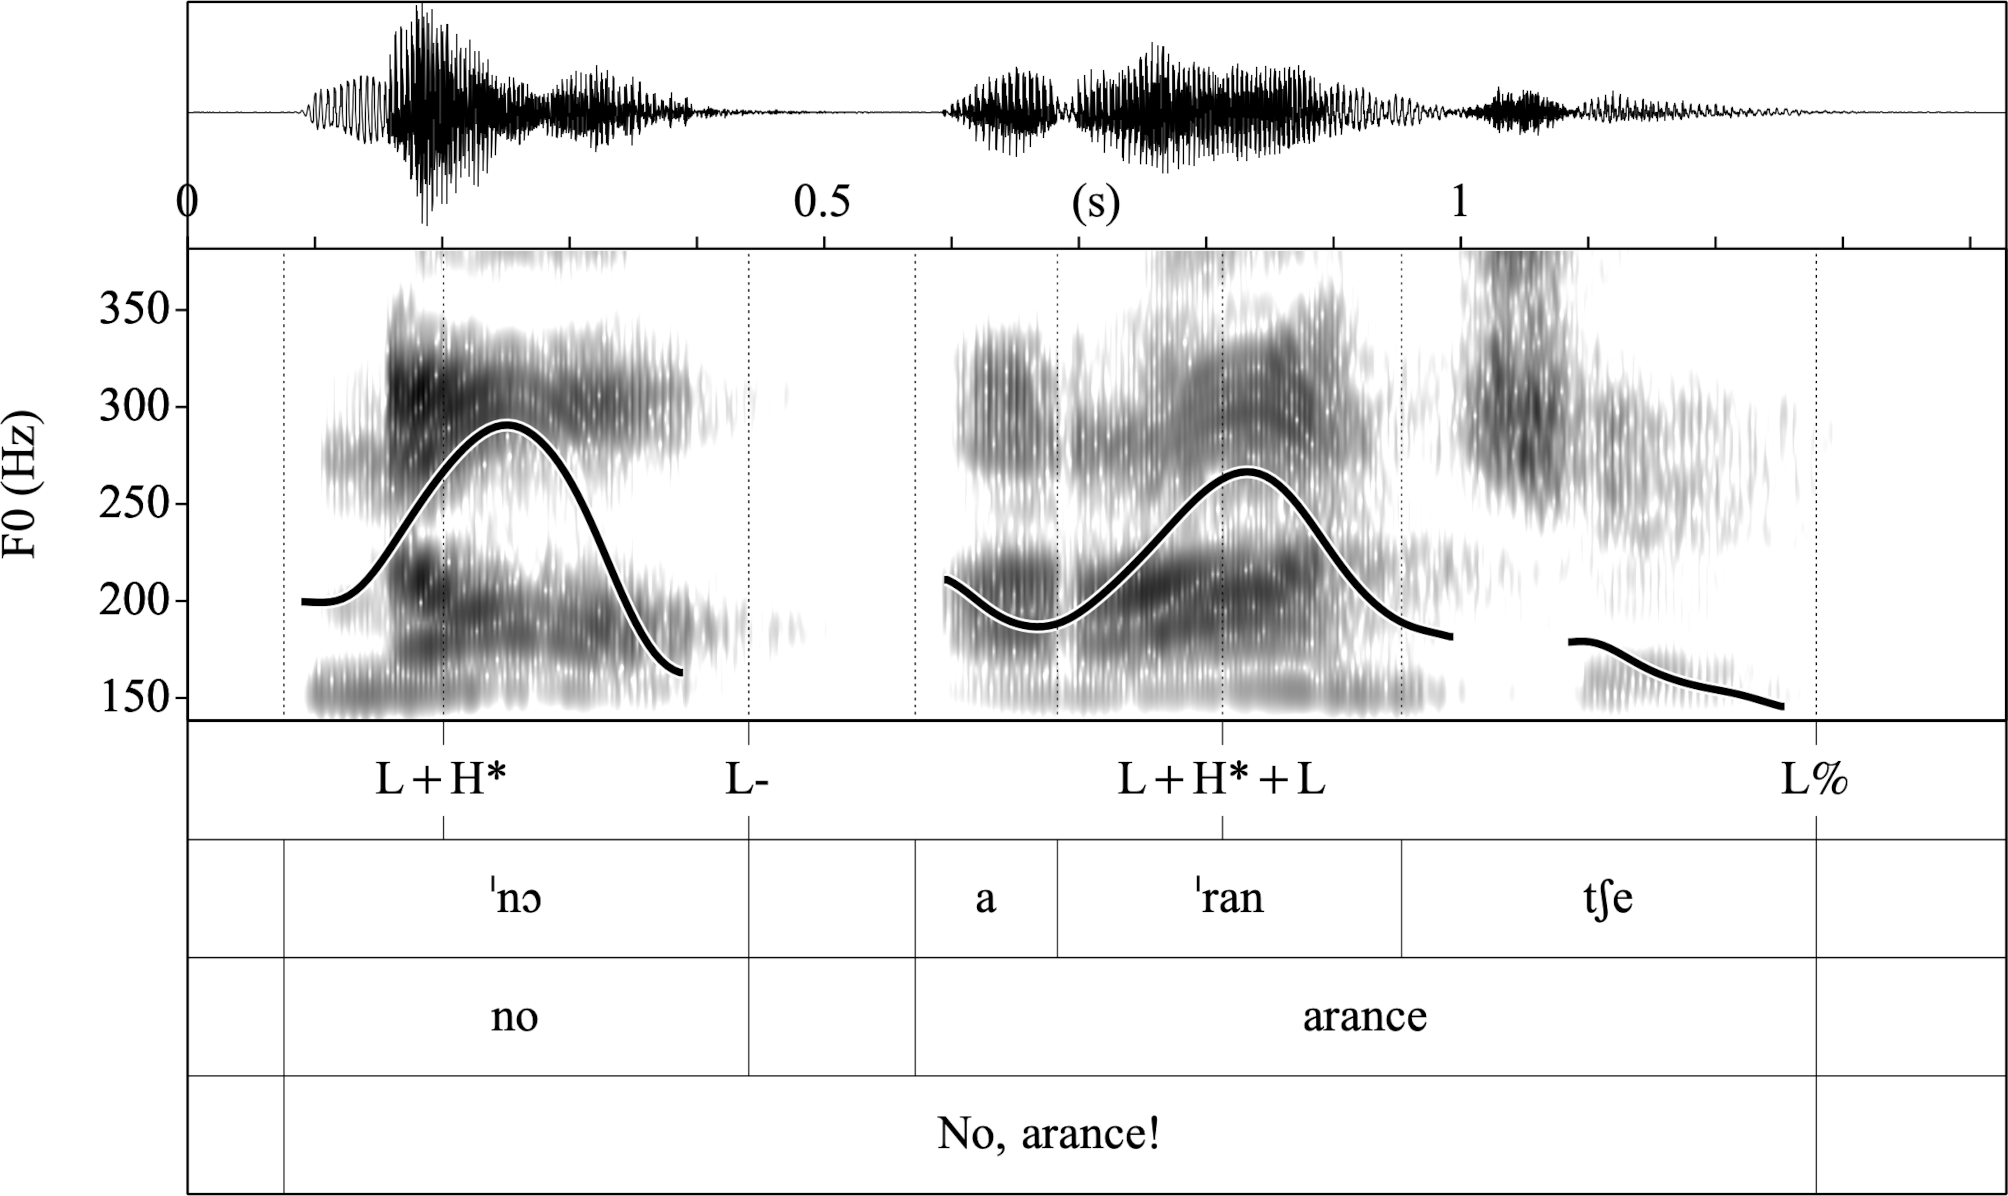 0 0.5 (s) 1
F0 (Hz)
350
300
250
200
150
L+H* L- L+H*+L L%
ˈnɔ a ˈran tʃe
no arance
No, arance!